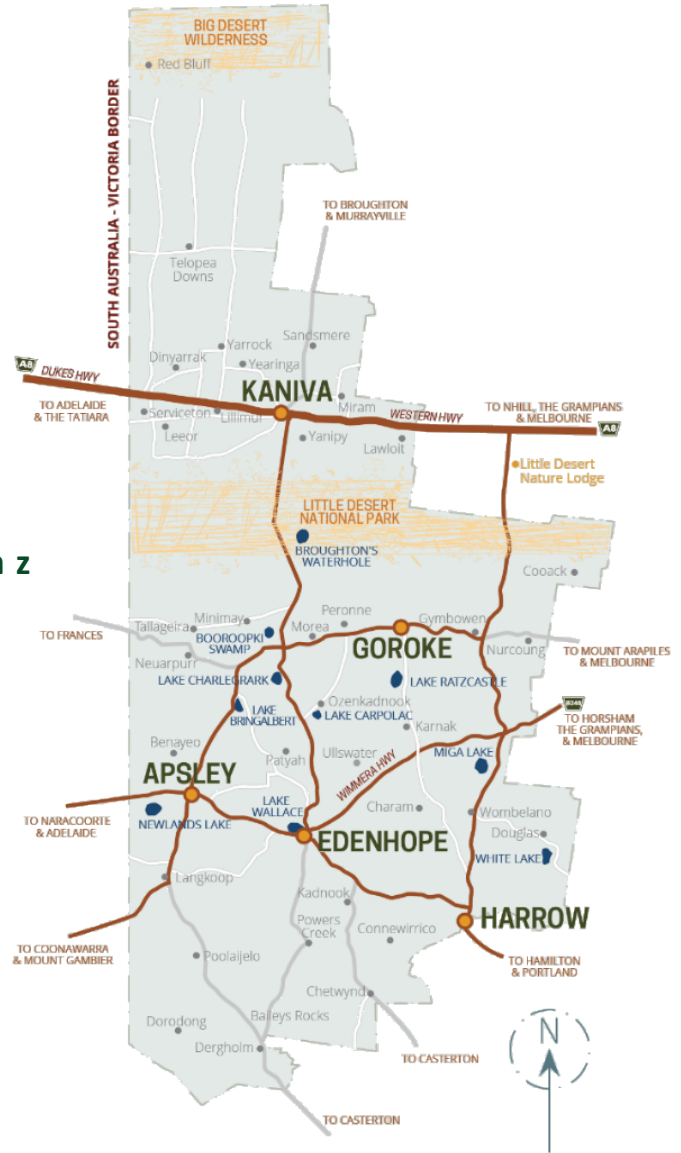 BIG DESERT
WILDERNESS
Red Bluff
SOUTH AUSTRALIA - VICTORIA BORDER
TO BROUGHTON
& MURRAYVILLE
Telopea
Downs
Sandsmere
Yarrock
Dinyarrak
Yearinga
A8
DUKES HWY
KANIVA
TO ADELAIDE
& THE TATIARA
Serviceton
Lillimur
Miram
WESTERN HWY
TO NHILL, THE GRAMPIANS
& MELBOURNE
A8
Leeor
Yanipy
Lawloit
Little Desert
Nature Lodge
LITTLE DESERT
NATIONAL PARK
BROUGHTON'S
WATERHOLE
n z
Cooack
Tallageira
Minimay
Peronne
Gymbowen
TO FRANCES
BOOROOPKI
SWAMP
Morea
GOROKE
Nurcoung
TO MOUNT ARAPILES
& MELBOURNE
Neuarpurr
LAKE CHARLEGRARK
LAKE RATZCASTLE
LAKE
BRINGALBERT
Ozenkadnook
LAKE CARPOLAC
Karnak
B240
TO HORSHAM
THE GRAMPIANS,
& MELBOURNE
Benayeo
Patyah
Ullswater
WIMMERA HWY
MIGA LAKE
APSLEY
LAKE
WALLACE
Charam
Wombelano
TO NARACOORTE
& ADELAIDE
NEWLANDS LAKE
EDENHOPE
Douglas
WHITE LAKE
Langkoop
Kadnook
HARROW
Powers
Creek
Connewirrico
TO COONAWARRA
& MOUNT GAMBIER
Poolaijelo
TO HAMILTON
& PORTLAND
Chetwynd
Dorodong
Baileys Rocks
Dergholm
N
TO CASTERTON
TO CASTERTON